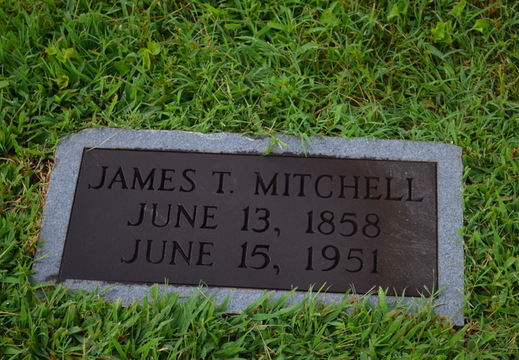 JAMES T. MITCHELL
JUNE 13, 1858
JUNE 15, 1951